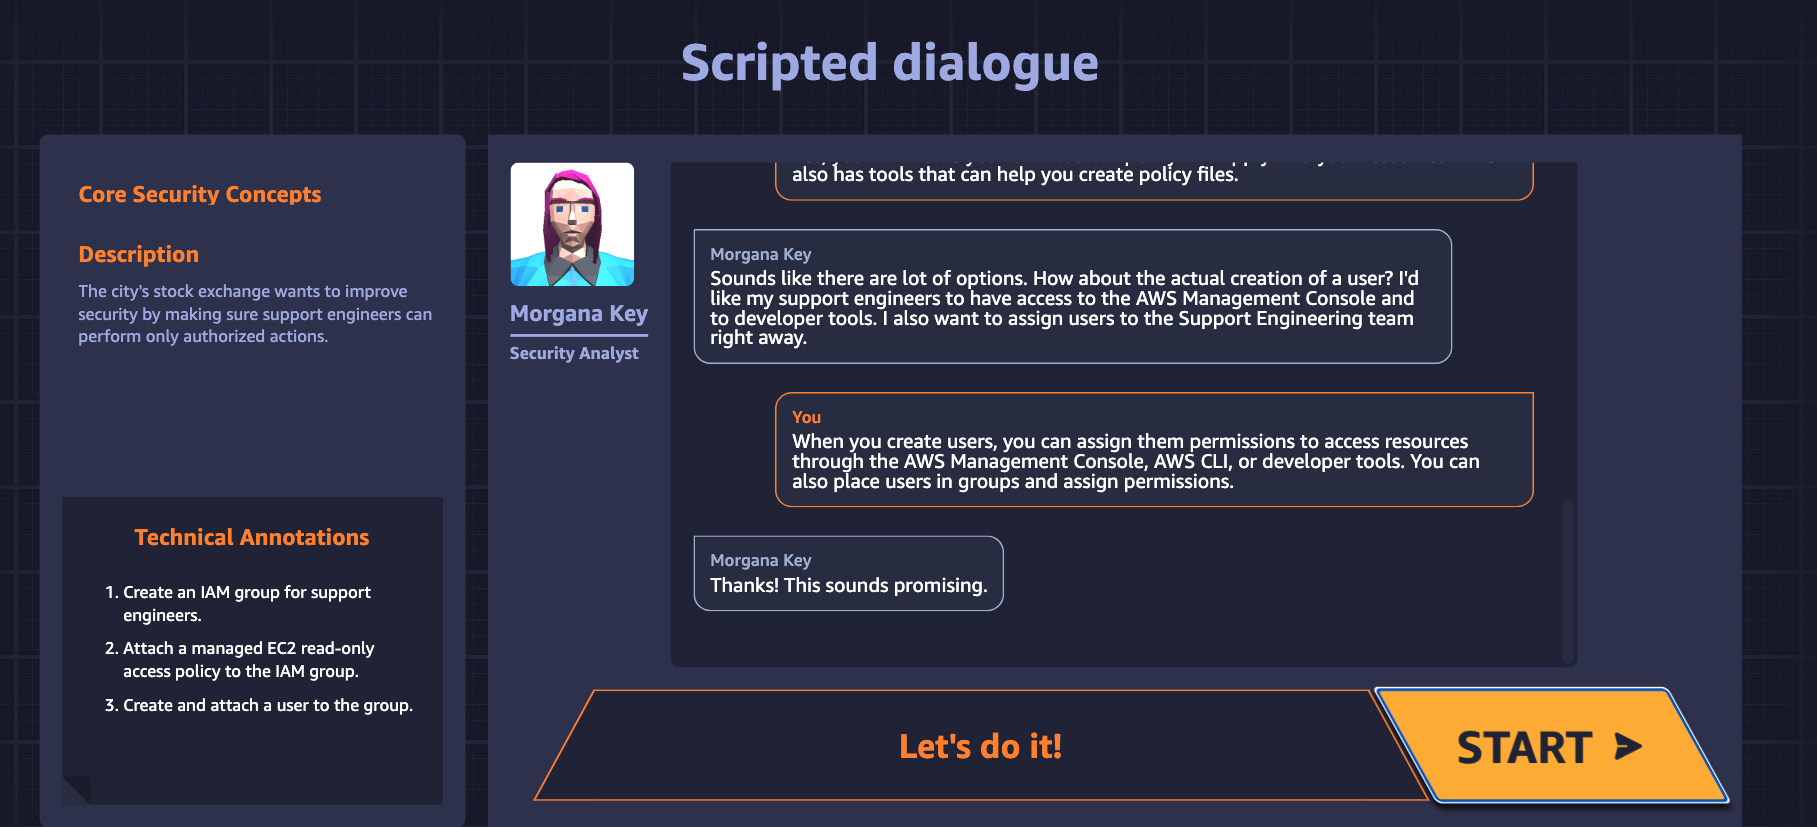 Scripted dialogue
Core Security Concepts
Description
The city's stock exchange wants to improve
security by making sure support engineers can
perform only authorized actions.
Technical Annotations
1. Create an IAM group for support
engineers.
2. Attach a managed EC2 read-only
access policy to the IAM group.
3. Create and attach a user to the group.
Morgana Key
Security Analyst
also has tools that can help you create policy files.
Morgana Key
Sounds like there are lot of options. How about the actual creation of a user? I'd
like my support engineers to have access to the AWS Management Console and
to developer tools. I also want to assign users to the Support Engineering team
right away.
You
When you create users, you can assign them permissions to access resources
through the AWS Management Console, AWS CLI, or developer tools. You can
also place users in groups and assign permissions.
Morgana Key
Thanks! This sounds promising.
Let's do it!
START